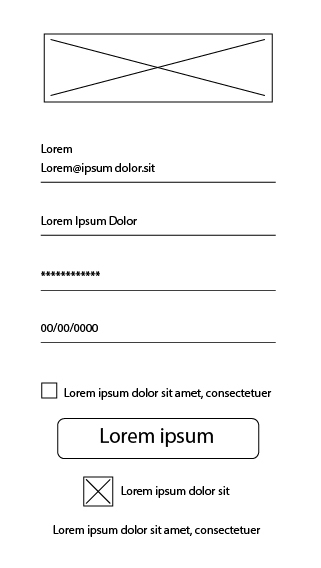 Lorem
Lorem@ipsum dolor.sit
Lorem Ipsum Dolor
************
00/00/0000
Lorem ipsum dolor sit amet, consectetuer
Lorem ipsum
Lorem ipsum dolor sit
Lorem ipsum dolor sit amet, consectetuer